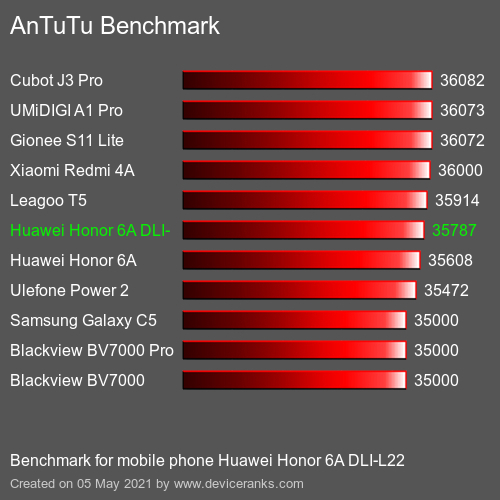 AnTuTu Benchmark
Cubot J3 Pro 36082
UMiDIGI A1 Pro 36073
Gionee S11 Lite 36072
Xiaomi Redmi 4A 36000
Leagoo T5 35914
Huawei Honor 6A DLI- 35787
Huawei Honor 6A 35608
Ulefone Power 2 35472
Samsung Galaxy C5 35000
Blackview BV7000 Pro 35000
Blackview BV7000 35000
Benchmark for mobile phone Huawei Honor 6A DLI-L22
Created on 05 May 2021 by www.deviceranks.com